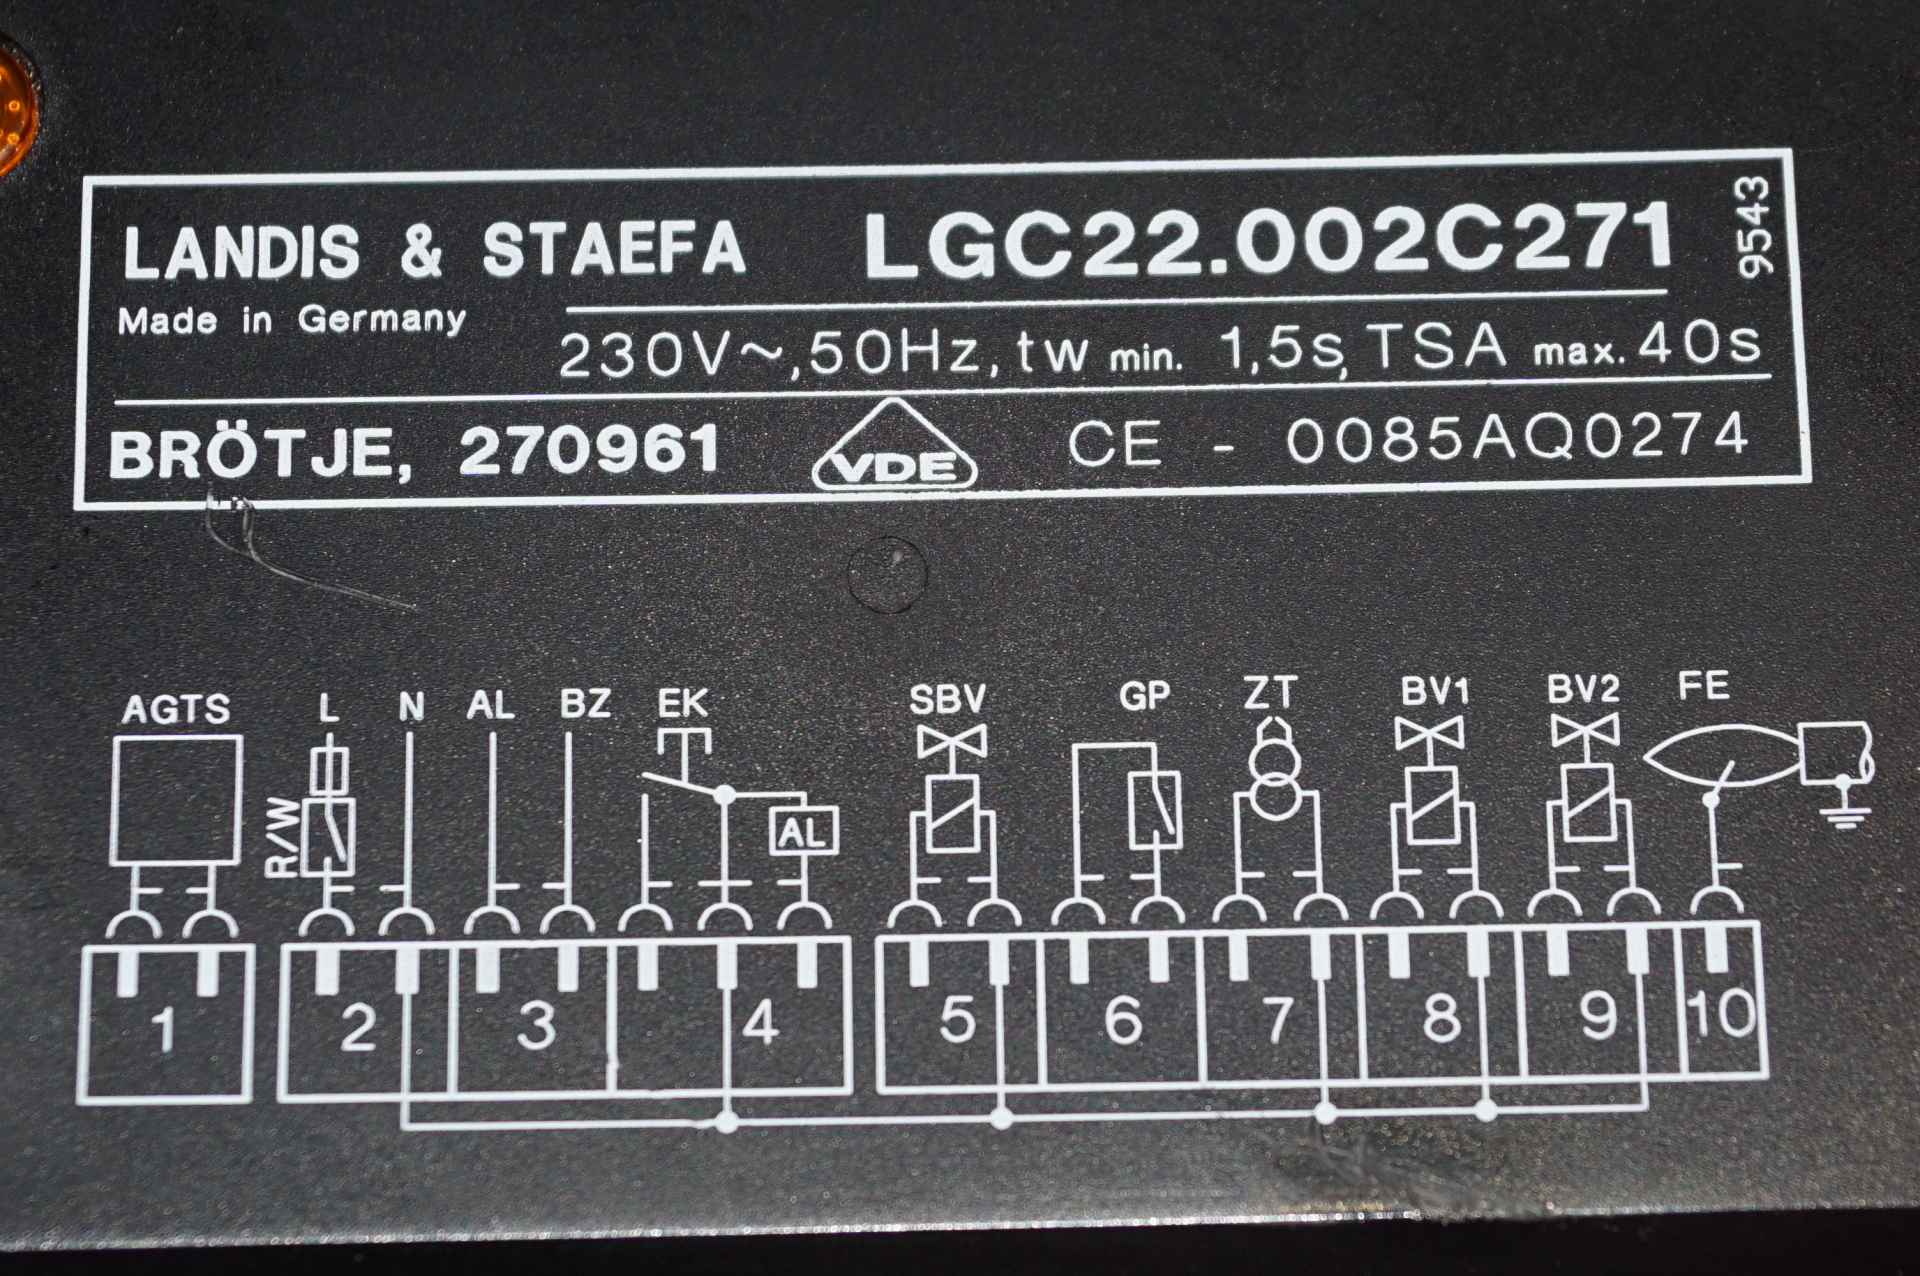 LANDIS & STAEFA LGC22.002C271 9543
Made in Germany
230V~,50Hz, tw min. 1,5s, TSA max. 40s
BRÖTJE, 270961 VDE CE - 0085AQ0274
AGTS L N AL BZ EK SBV GP ZT BV1 BV2 FE
R/W AL
1 2 3 4 5 6 7 8 9 10